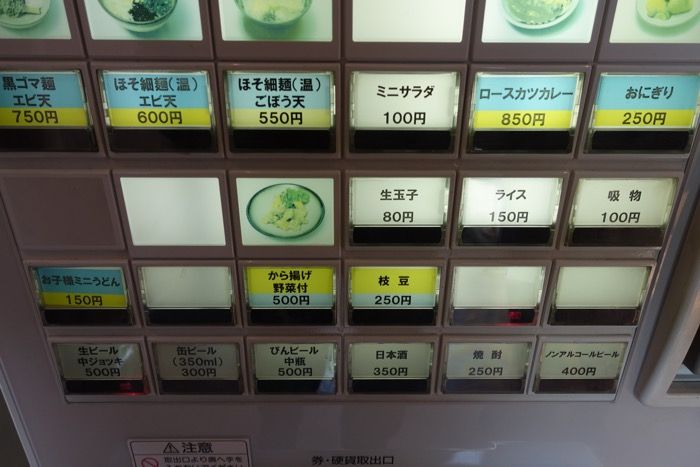 黒ゴマ麺
エビ天
750円
ほそ細麺(温)
エビ天
600円
ほそ細麺(温)
ごぼう天
550円
ミニサラダ
100円
ロースカツカレー
850円
おにぎり
250円
生玉子
80円
ライス
150円
吸物
100円
お子様ミニうどん
150円
から揚げ
野菜付
500円
枝豆
250円
生ビール
中ジョッキ
500円
缶ビール
(350ml)
300円
びんビール
中瓶
500円
日本酒
350円
焼酎
250円
ノンアルコールビール
400円
注意
取出口より奥へ手を
券・硬貨取出口